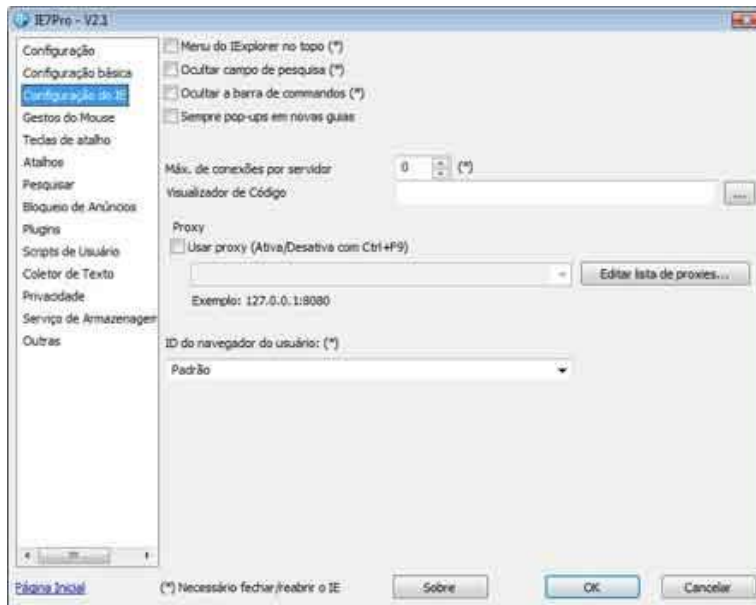 IE7Pro - V2.1
Configuração
Configuração básica
Configuração do IE
Gestos do Mouse
Teclas de atalho
Atalhos
Pesquisar
Bloqueio de Anúncios
Plugins
Scripts de Usuário
Coletor de Texto
Privacidade
Serviço de Armazenagem
Outras
Menu do IExplorer no topo (*)
Ocultar campo de pesquisa (*)
Ocultar a barra de commandos (*)
Sempre pop-ups em novas guias
Máx. de conexões por servidor 0 (*)
Visualizador de Código ...
Proxy
Usar proxy (Ativa/Desativa com Ctrl+F9)
Editar lista de proxies...
Exemplo: 127.0.0.1:8080
ID do navegador do usuário: (*)
Padrão
Página Inicial (*) Necessário fechar/reabrir o IE Sobre OK Cancelar